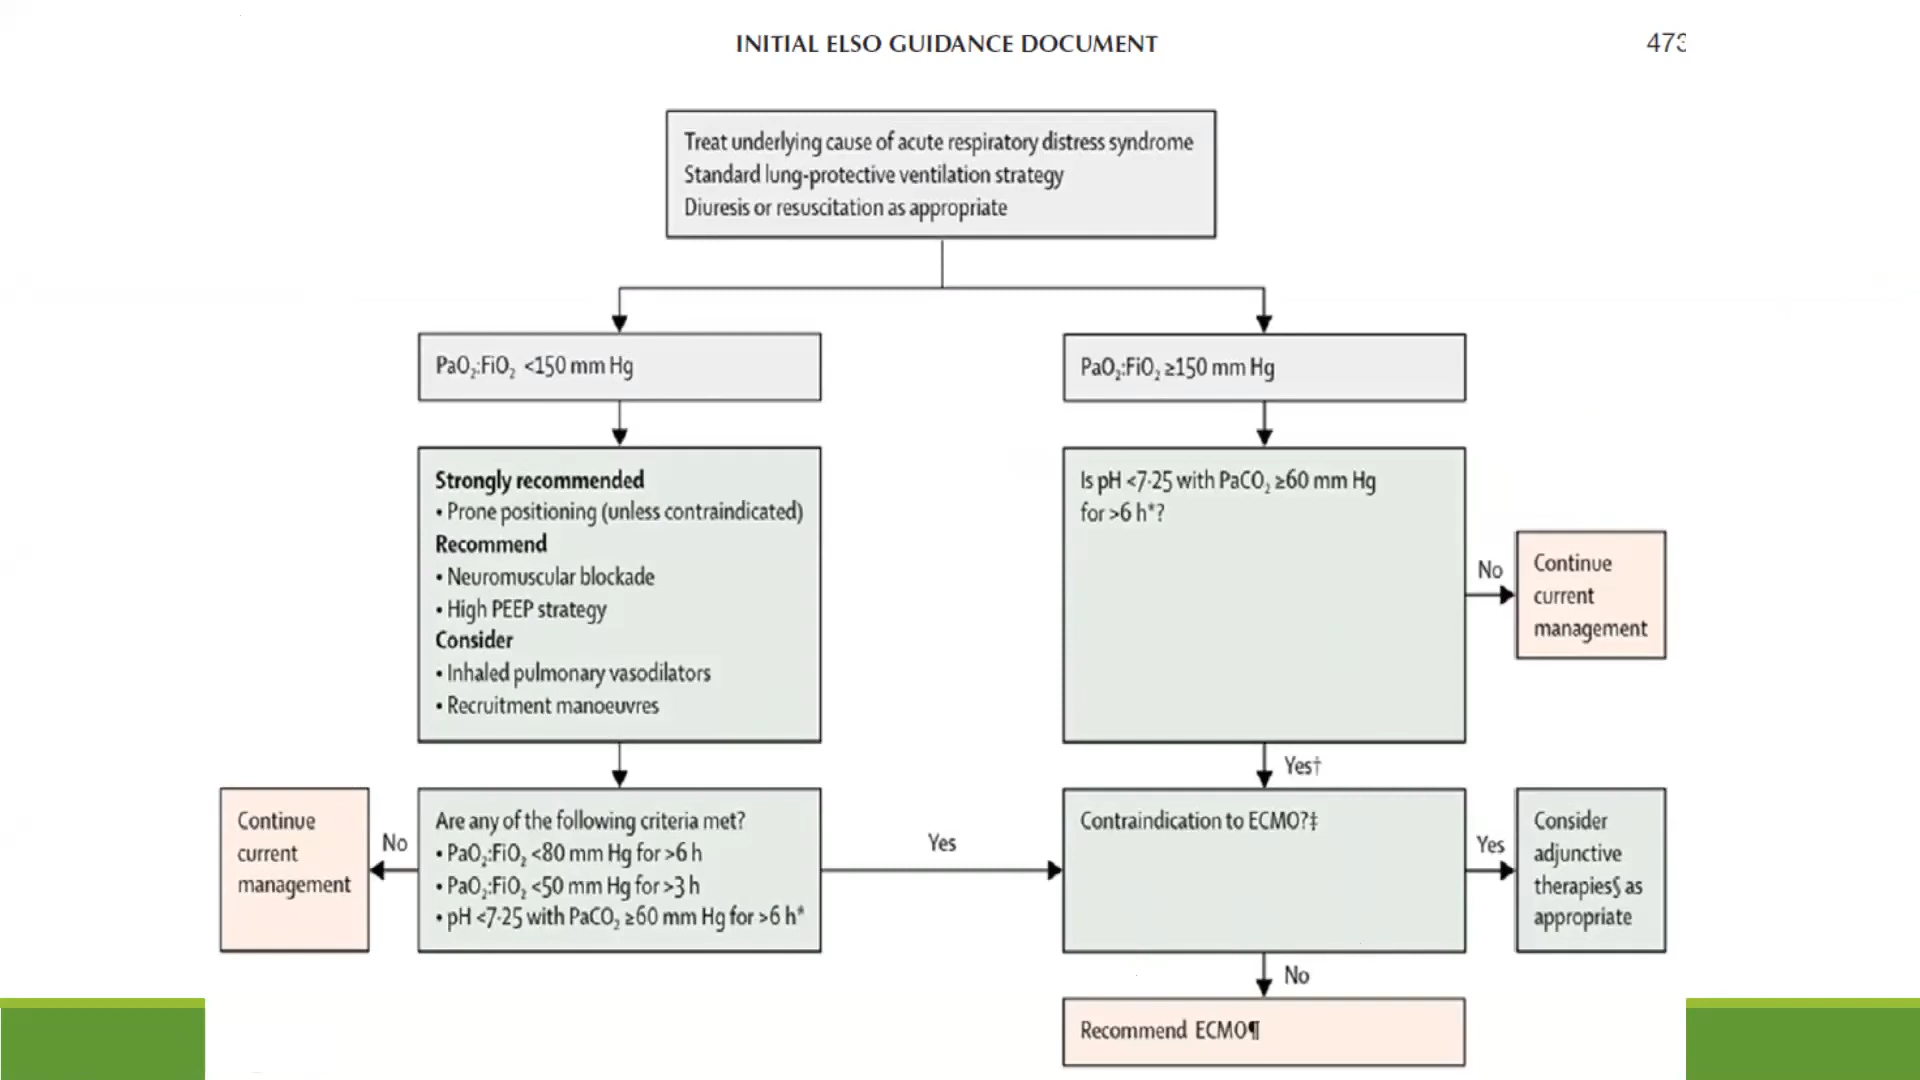 INITIAL ELSO GUIDANCE DOCUMENT
473
Treat underlying cause of acute respiratory distress syndrome
Standard lung-protective ventilation strategy
Diuresis or resuscitation as appropriate
PaO₂:FiO₂ <150 mm Hg
PaO₂:FiO₂ ≥150 mm Hg
Strongly recommended
• Prone positioning (unless contraindicated)
Recommend
• Neuromuscular blockade
• High PEEP strategy
Consider
• Inhaled pulmonary vasodilators
• Recruitment manoeuvres
Is pH <7·25 with PaCO₂ ≥60 mm Hg
for >6 h*?
No
Continue
current
management
Yes†
Continue
current
management
No
Are any of the following criteria met?
• PaO₂:FiO₂ <80 mm Hg for >6 h
• PaO₂:FiO₂ <50 mm Hg for >3 h
• pH <7·25 with PaCO₂ ≥60 mm Hg for >6 h*
Yes
Contraindication to ECMO?‡
Yes
Consider
adjunctive
therapies§ as
appropriate
No
Recommend ECMO¶